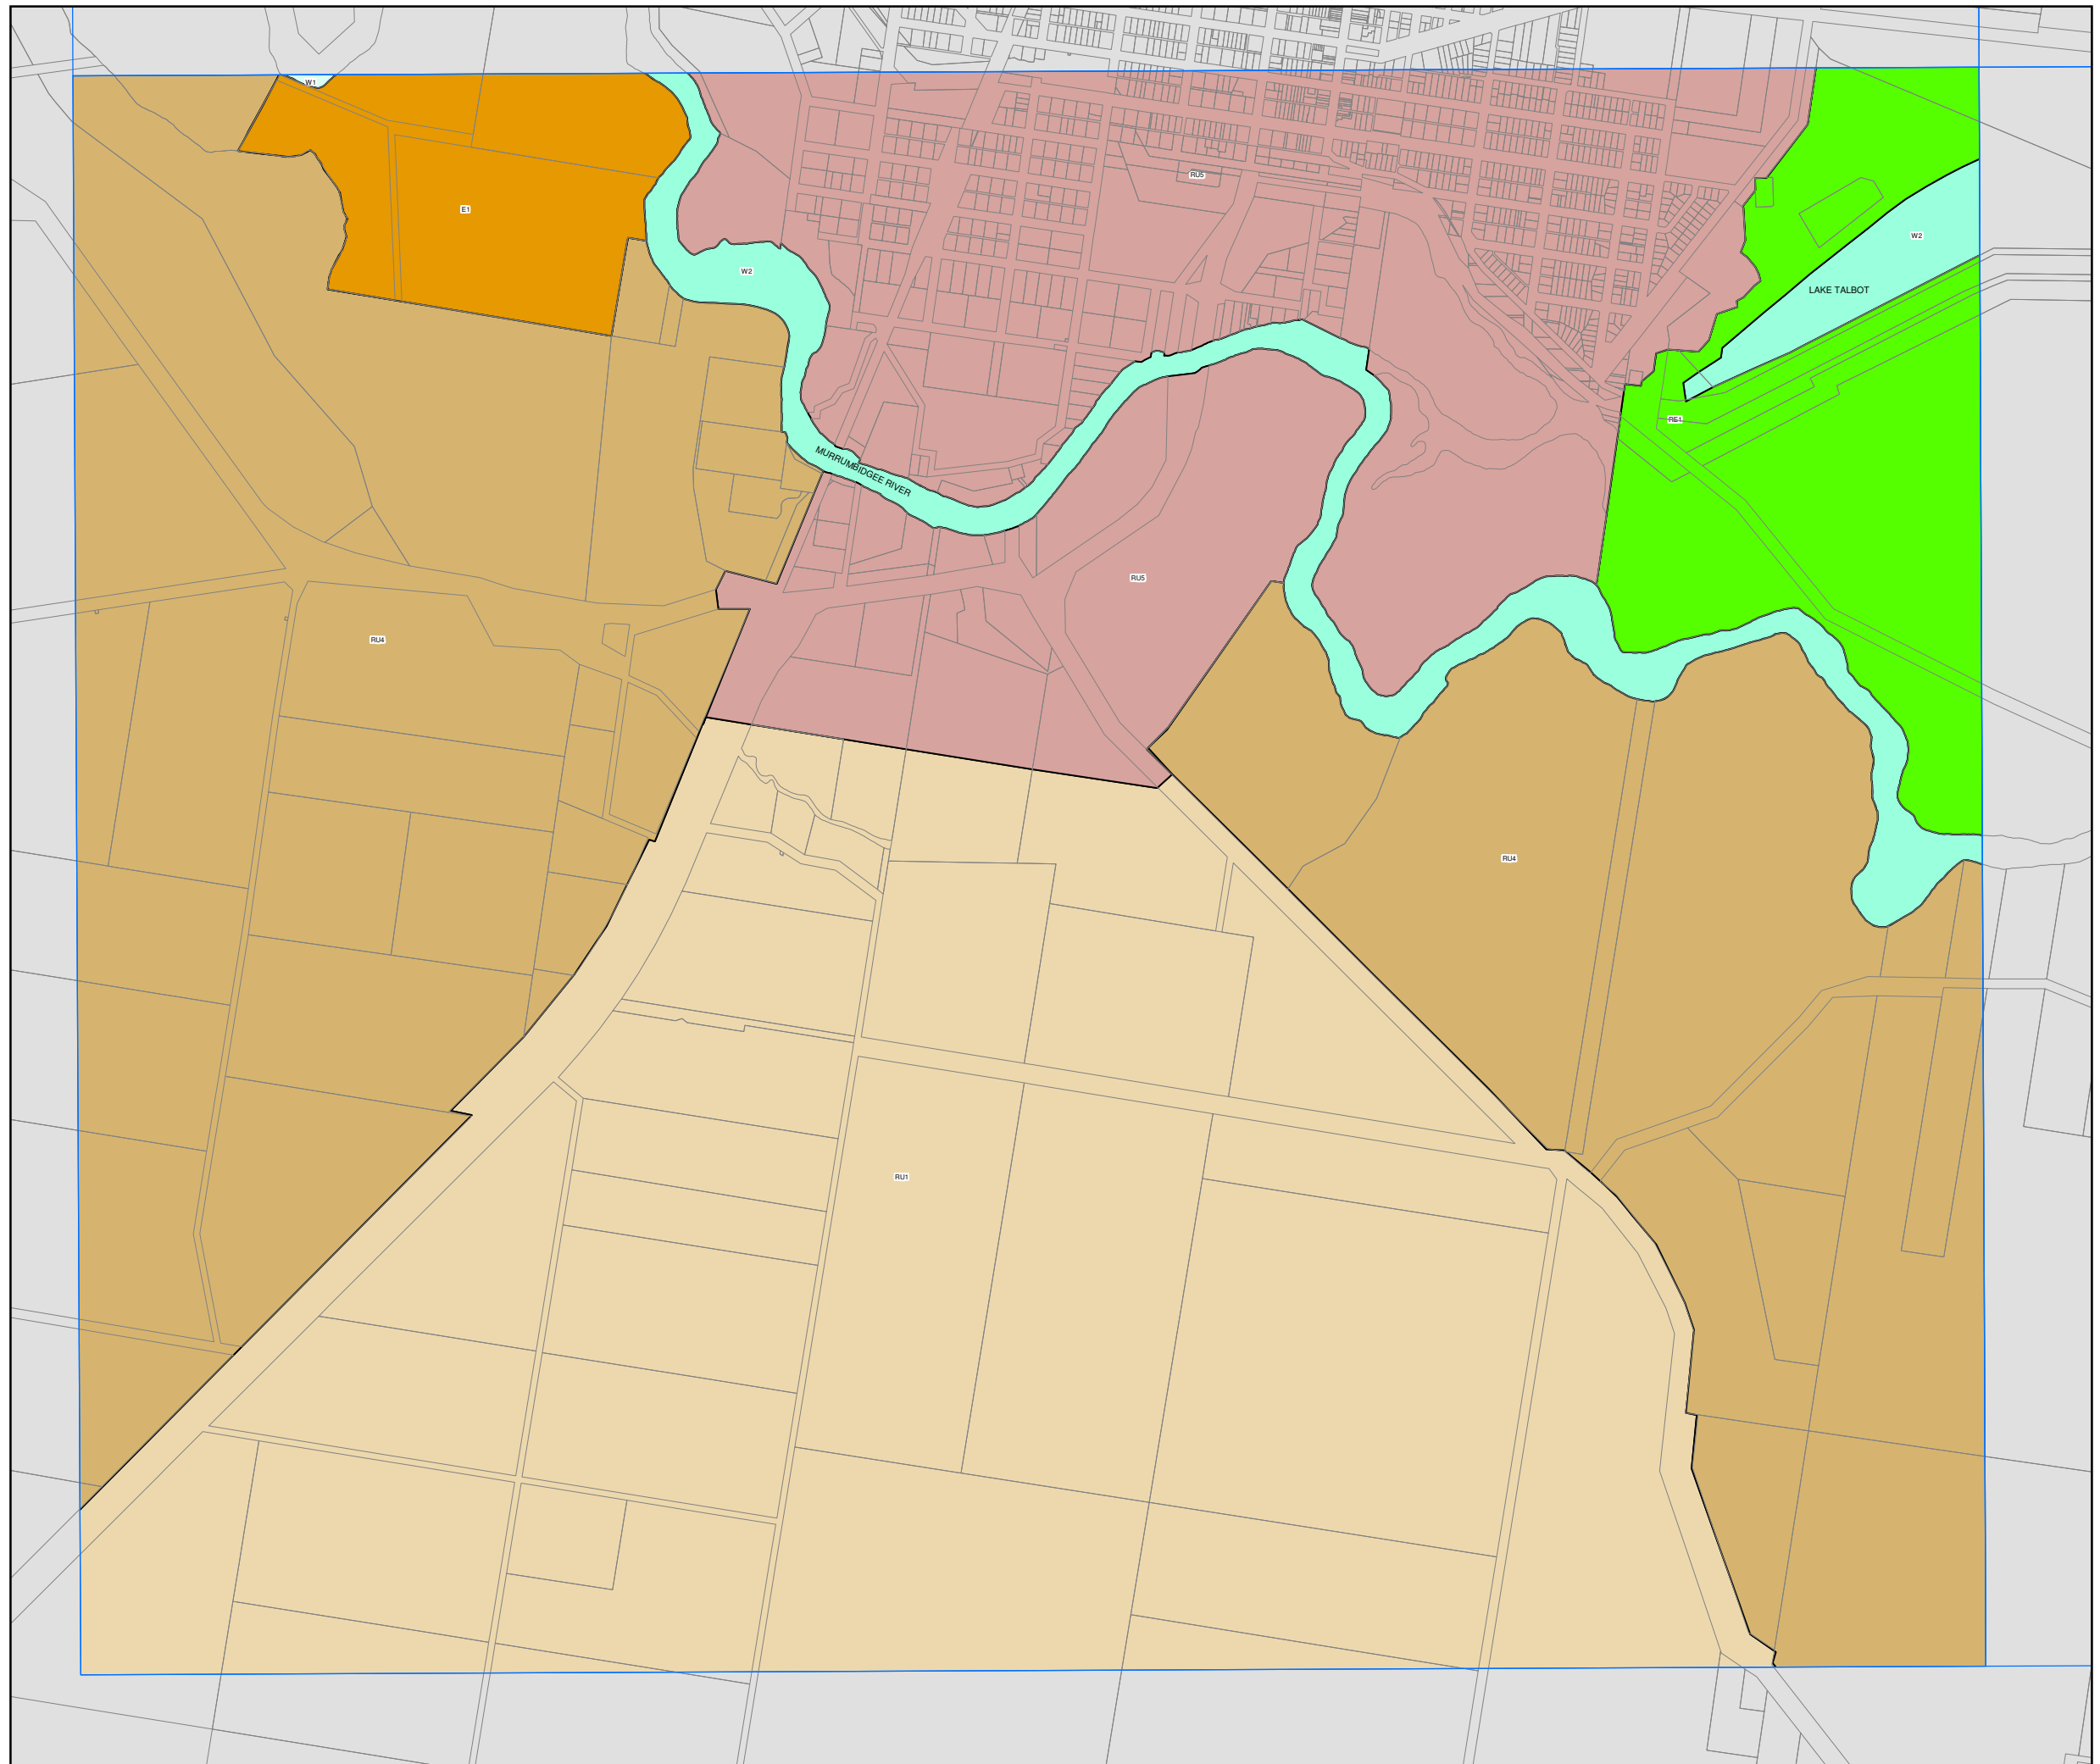 W1
RU5
E1
W2
W2
LAKE TALBOT
RE1
MURRUMBIDGEE RIVER
RU5
RU4
RU4
RU1